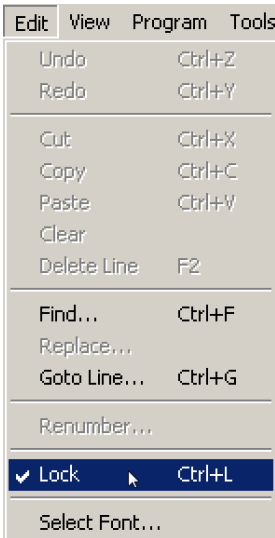 Edit View Program Tools
Undo Ctrl+Z
Redo Ctrl+Y
Cut Ctrl+X
Copy Ctrl+C
Paste Ctrl+V
Clear
Delete Line F2
Find... Ctrl+F
Replace...
Goto Line... Ctrl+G
Renumber...
Lock Ctrl+L
Select Font...